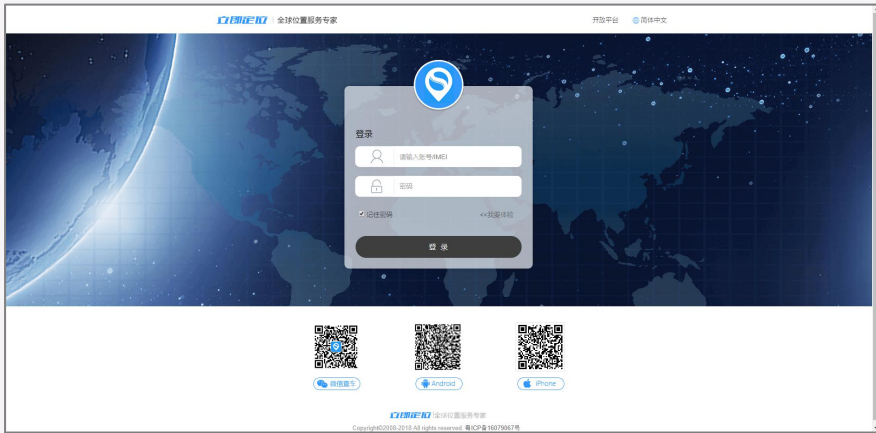 立即定位 全球位置服务专家 开放平台 简体中文
登录
请输入账号/IMEI
密码
记住密码 <<我要体验
登 录
微信查车 Android iPhone
立即定位 全球位置服务专家
Copyright©2008-2018 All rights reserved. 粤ICP备16079067号